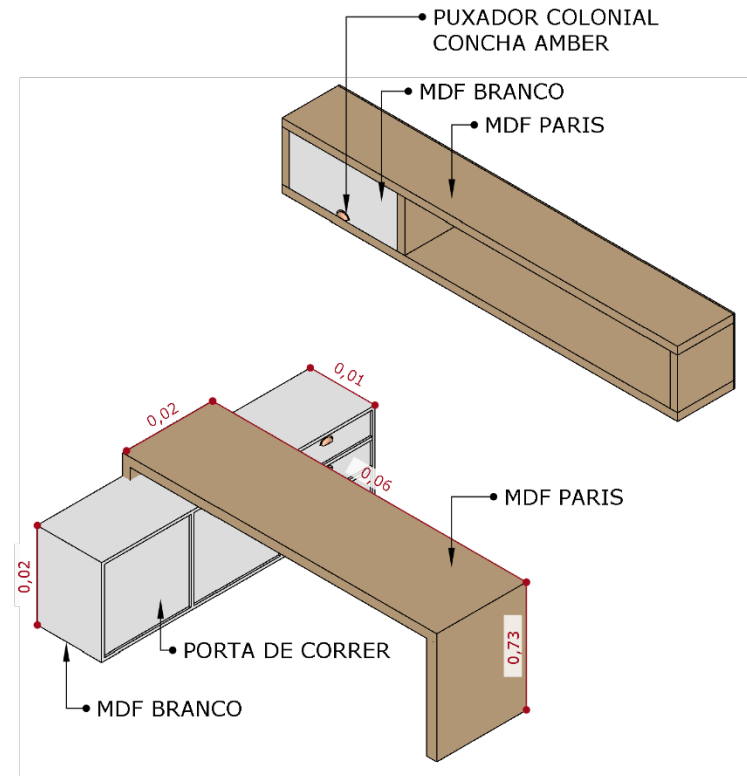 PUXADOR COLONIAL
CONCHA AMBER
MDF BRANCO
MDF PARIS
0,01
0,02
0,06
MDF PARIS
0,02
0,73
PORTA DE CORRER
MDF BRANCO